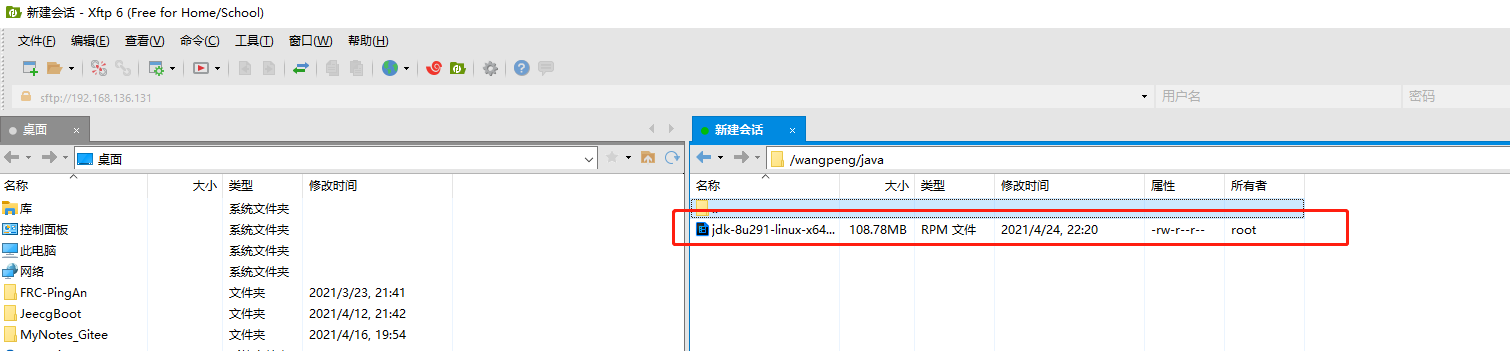 新建会话 - Xftp 6 (Free for Home/School)
文件(F) 编辑(E) 查看(V) 命令(C) 工具(T) 窗口(W) 帮助(H)
sftp://192.168.136.131 用户名 密码
桌面 × 新建会话 ×
桌面 /wangpeng/java
名称 大小 类型 修改时间 名称 大小 类型 修改时间 属性 所有者
库 系统文件夹 ..
控制面板 系统文件夹 jdk-8u291-linux-x64... 108.78MB RPM 文件 2021/4/24, 22:20 -rw-r--r-- root
此电脑 系统文件夹
网络 系统文件夹
FRC-PingAn 文件夹 2021/3/23, 21:41
JeecgBoot 文件夹 2021/4/12, 21:42
MyNotes_Gitee 文件夹 2021/4/16, 19:54